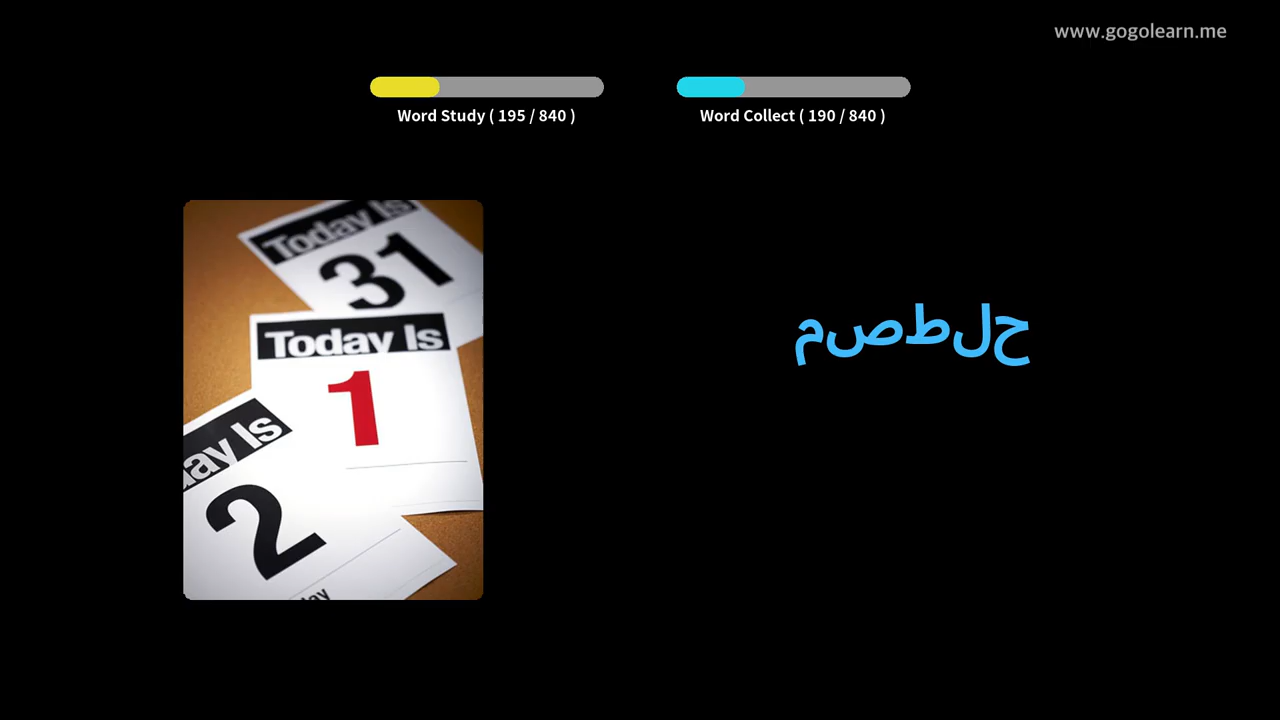 www.gogolearn.me
Word Study ( 195 / 840 )
Word Collect ( 190 / 840 )
Today Is
31
Today Is
1
ay Is
2
مصطلح